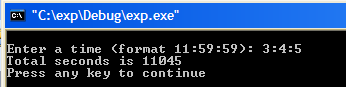 "C:\exp\Debug\exp.exe"
Enter a time (format 11:59:59): 3:4:5
Total seconds is 11045
Press any key to continue